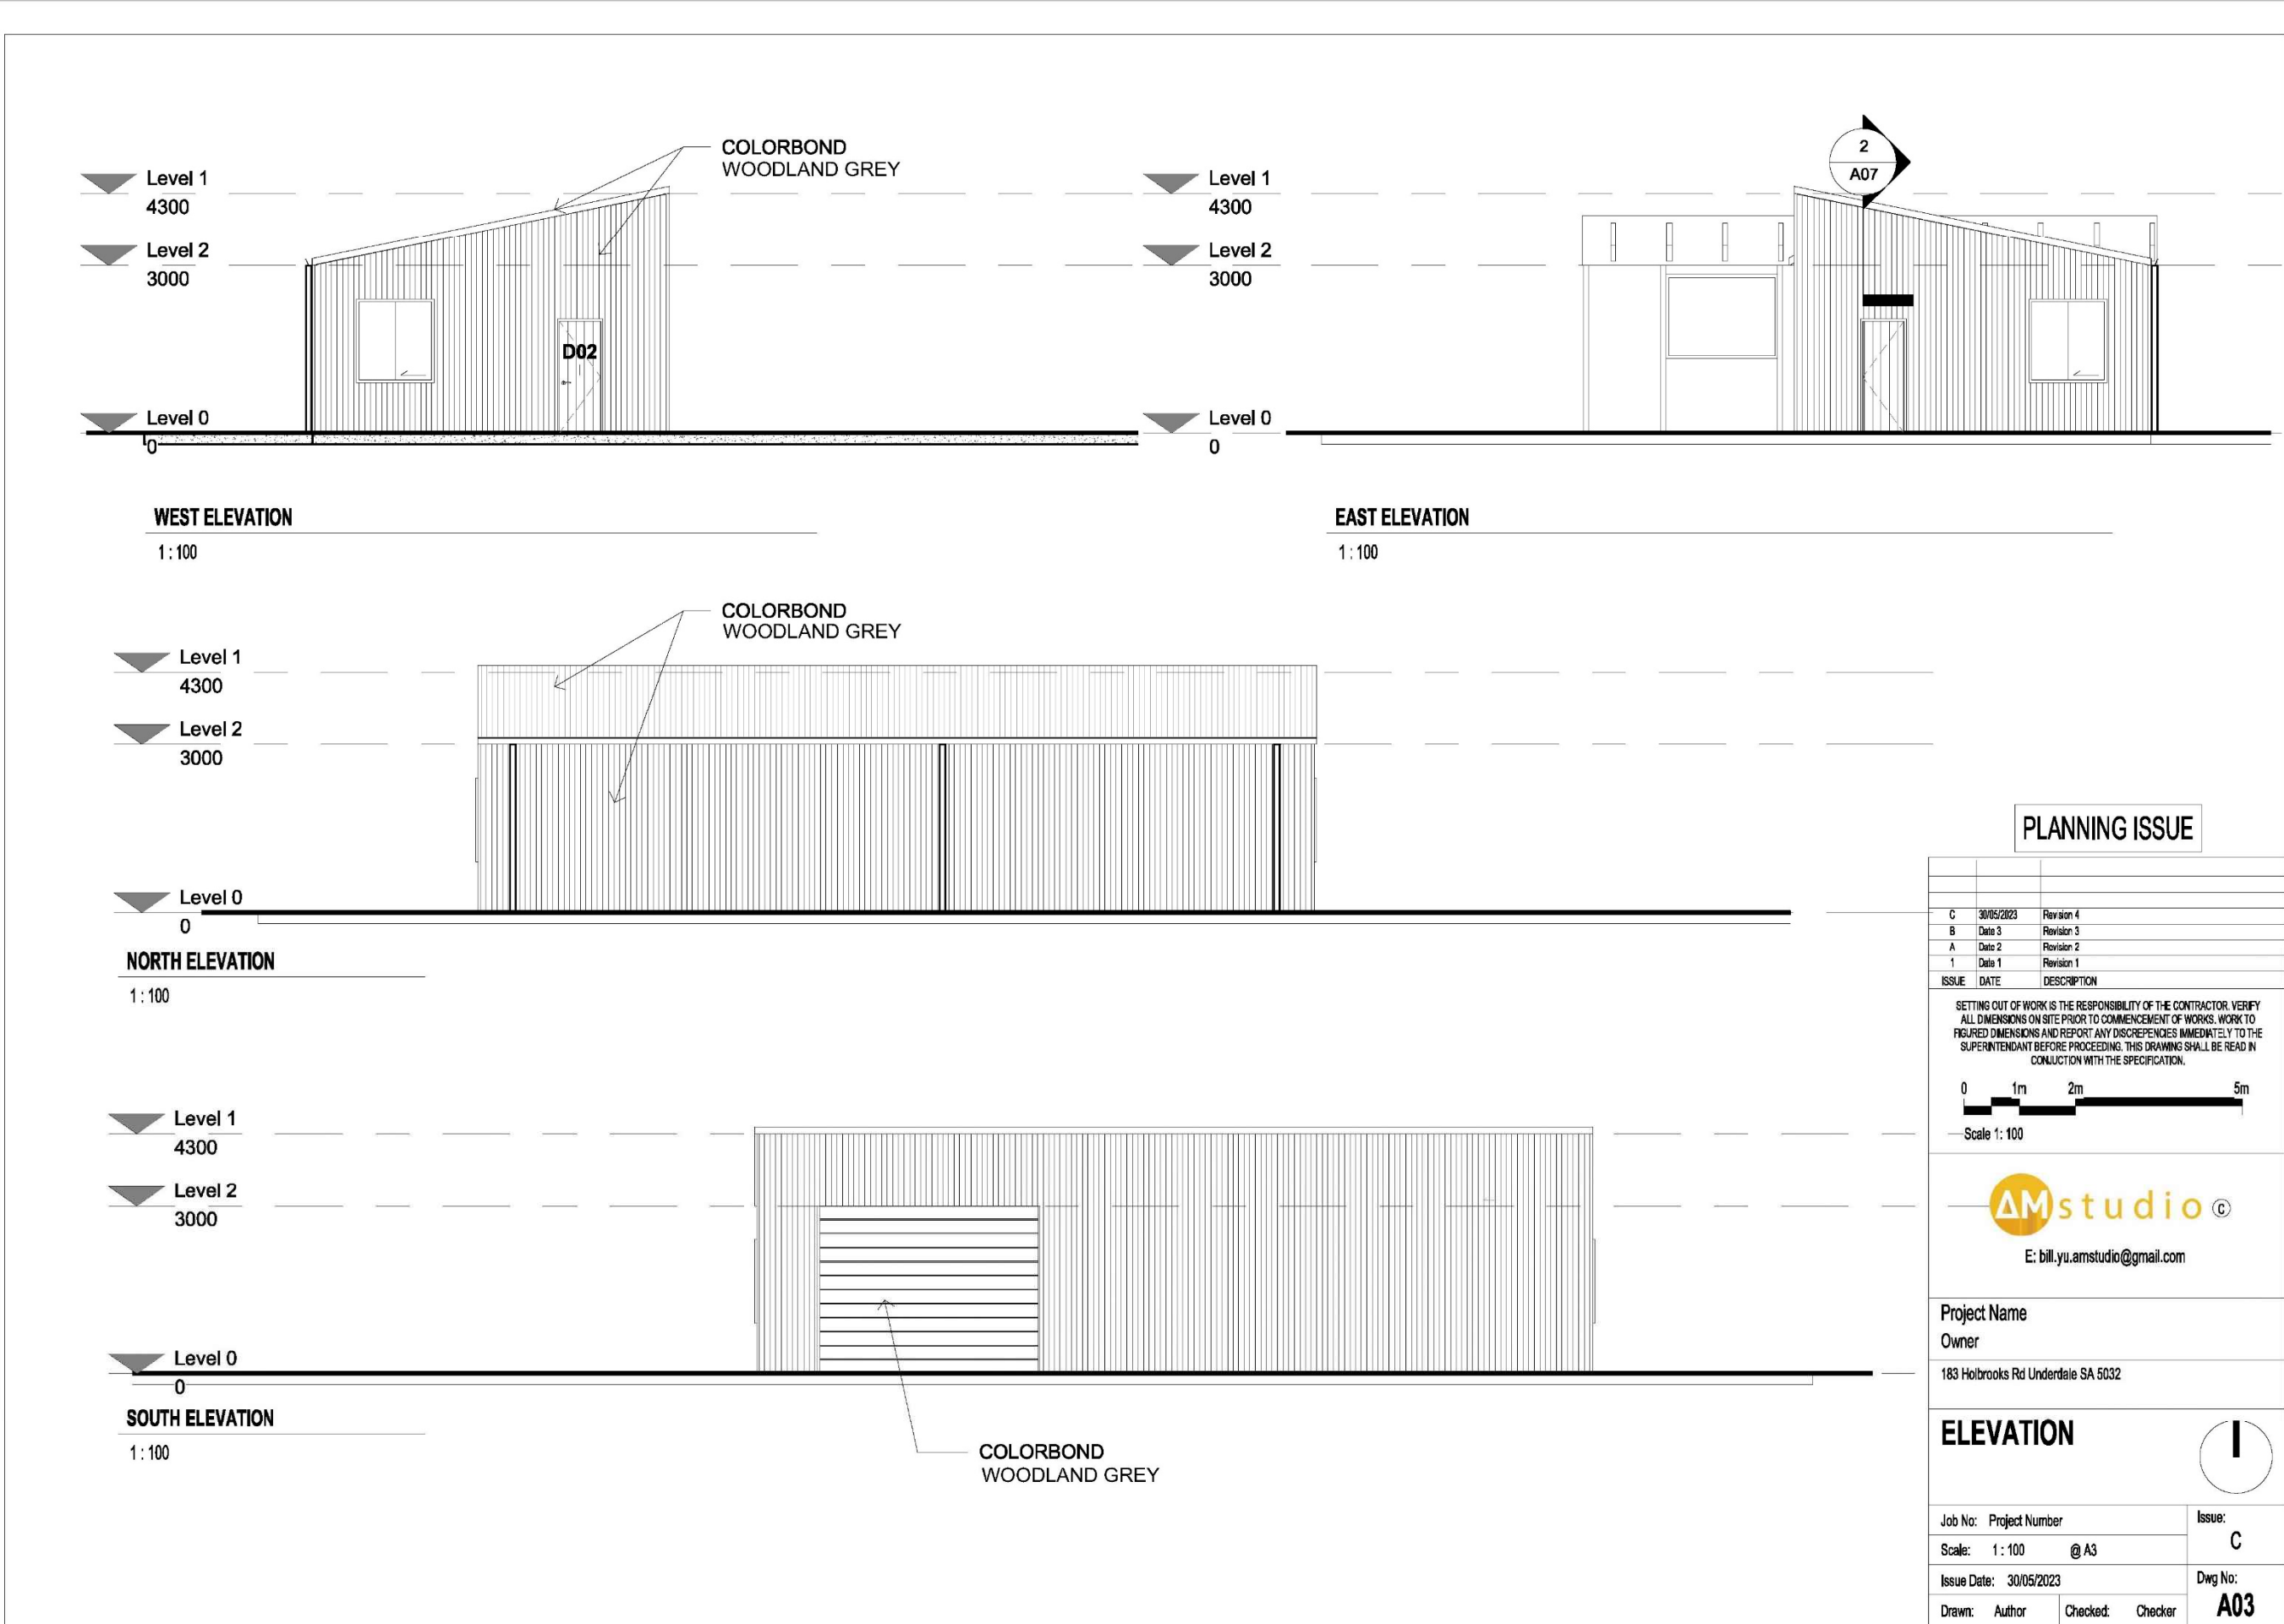 COLORBOND
WOODLAND GREY
Level 1
4300
Level 2
3000
D02
Level 0
0
WEST ELEVATION
1 : 100
2
A07
Level 1
4300
Level 2
3000
Level 0
0
EAST ELEVATION
1 : 100
COLORBOND
WOODLAND GREY
Level 1
4300
Level 2
3000
Level 0
0
NORTH ELEVATION
1 : 100
Level 1
4300
Level 2
3000
Level 0
0
SOUTH ELEVATION
1 : 100
COLORBOND
WOODLAND GREY
PLANNING ISSUE
C 30/05/2023 Revision 4
B Date 3 Revision 3
A Date 2 Revision 2
1 Date 1 Revision 1
ISSUE DATE DESCRIPTION
SETTING OUT OF WORK IS THE RESPONSIBILITY OF THE CONTRACTOR. VERIFY
ALL DIMENSIONS ON SITE PRIOR TO COMMENCEMENT OF WORKS. WORK TO
FIGURED DIMENSIONS AND REPORT ANY DISCREPENCIES IMMEDIATELY TO THE
SUPERINTENDANT BEFORE PROCEEDING. THIS DRAWING SHALL BE READ IN
CONJUCTION WITH THE SPECIFICATION.
0 1m 2m 5m
Scale 1: 100
AMstudio ©
E: bill.yu.amstudio@gmail.com
Project Name
Owner
183 Holbrooks Rd Underdale SA 5032
ELEVATION
Job No: Project Number
Issue:
C
Scale: 1 : 100 @ A3
Issue Date: 30/05/2023
Dwg No:
A03
Drawn: Author Checked: Checker